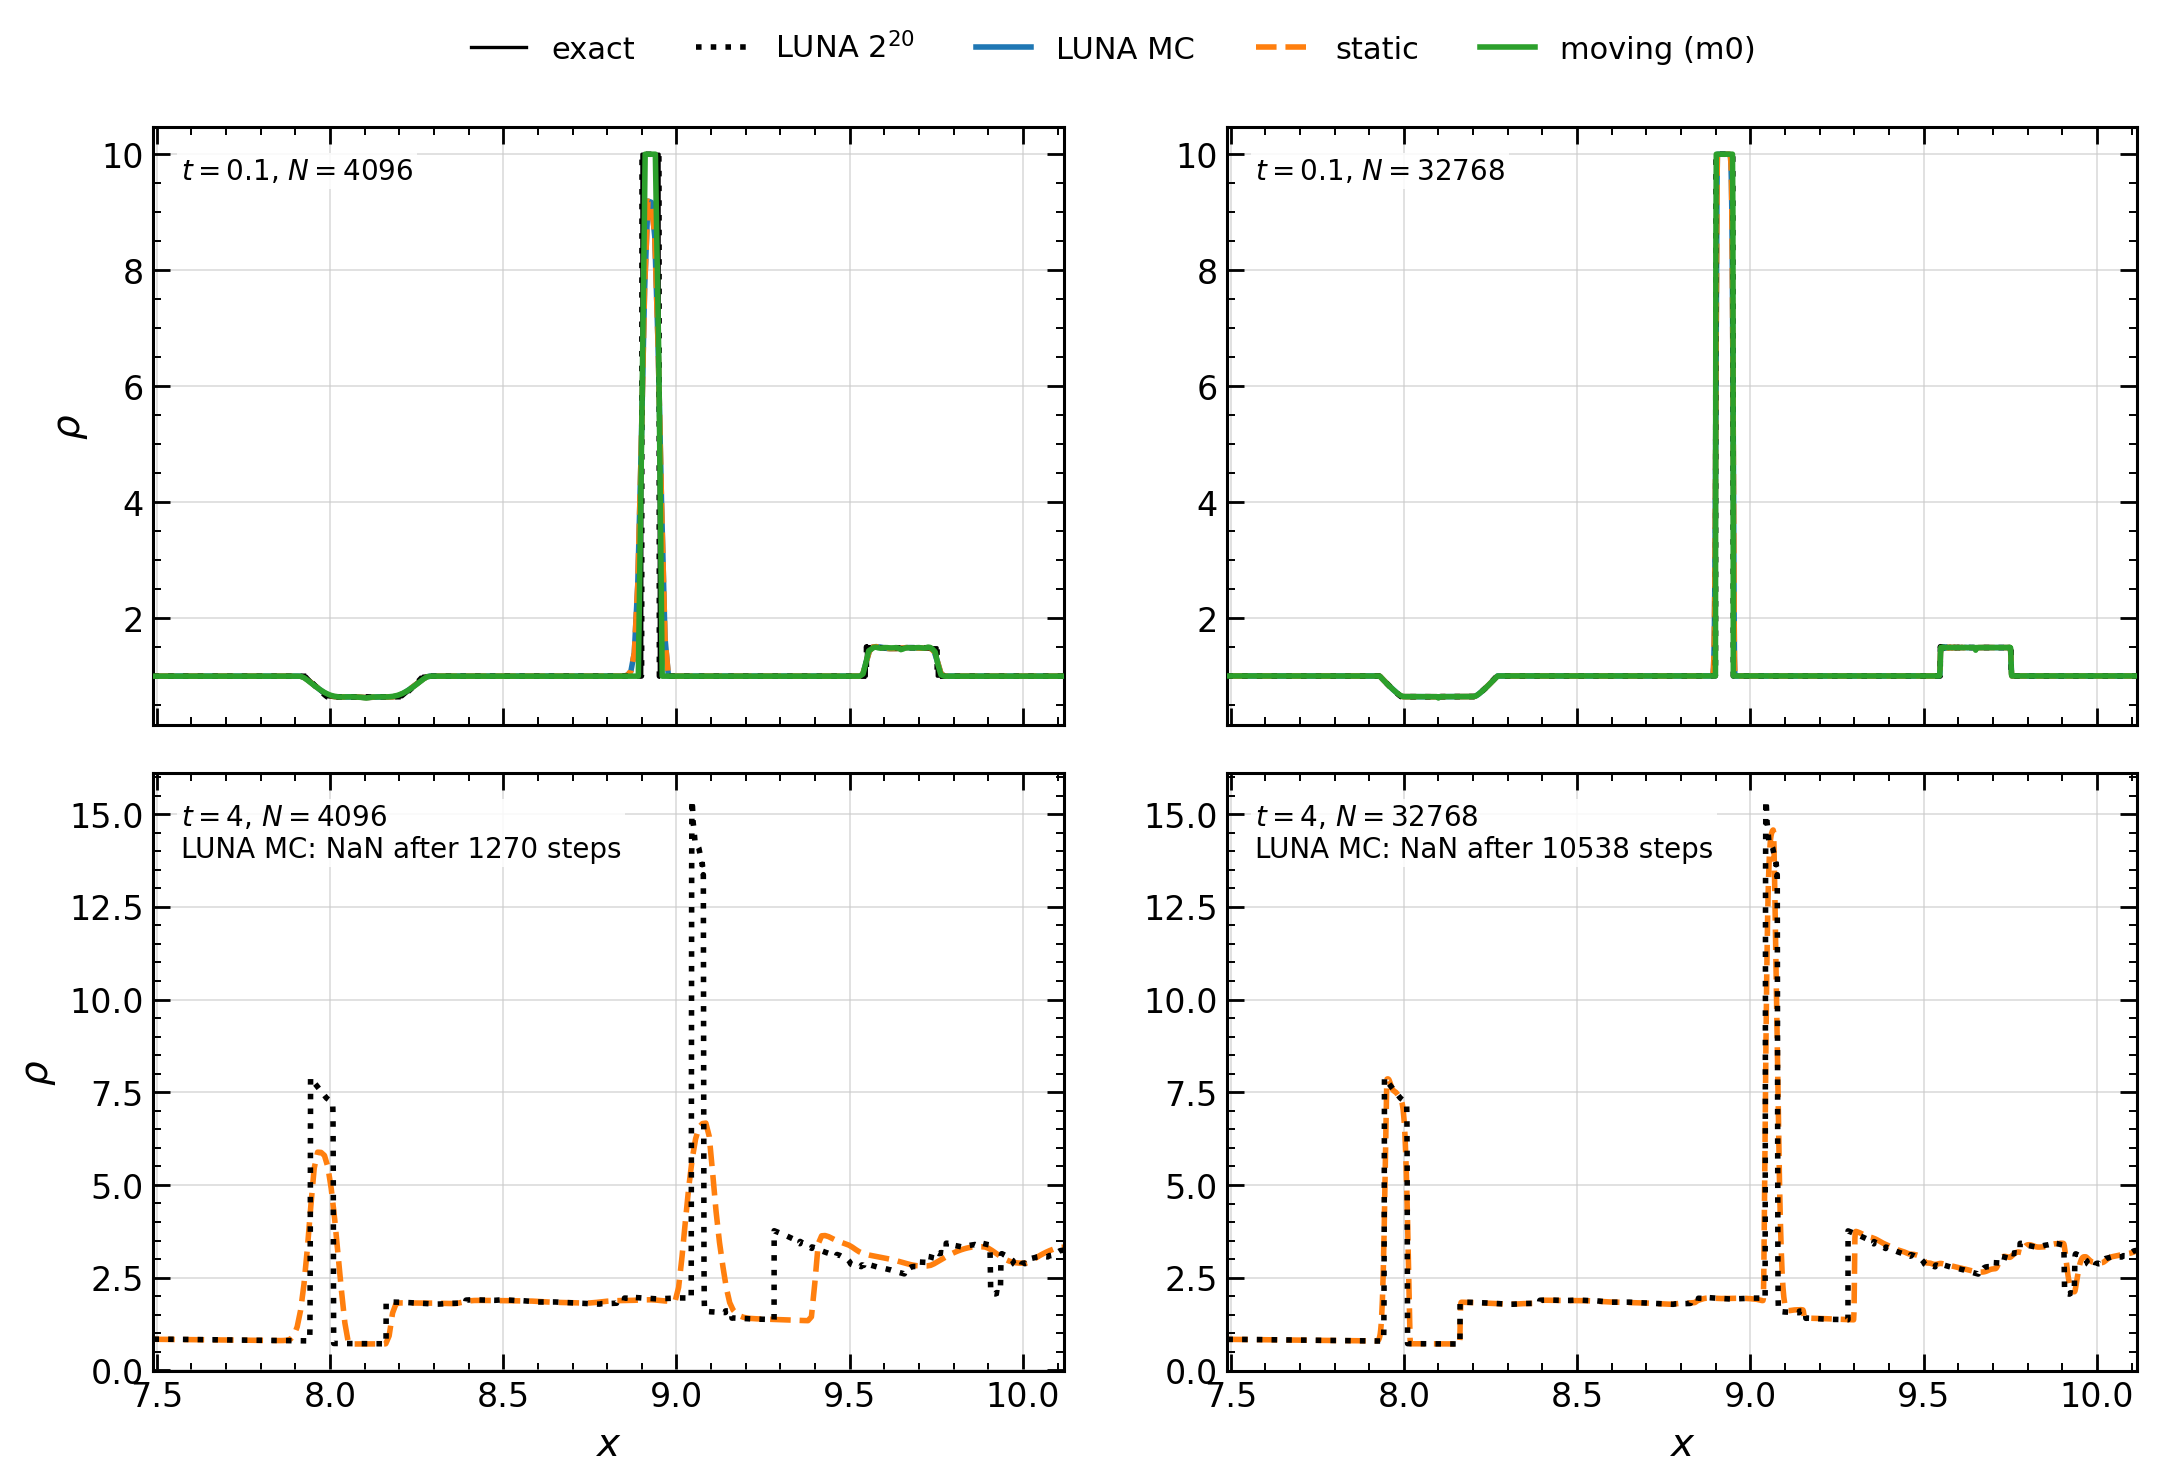 exact LUNA 2^20 LUNA MC static moving (m0)
t = 0.1, N = 4096
10
8
6
4
2
ρ
t = 0.1, N = 32768
10
8
6
4
2
t = 4, N = 4096
LUNA MC: NaN after 1270 steps
15.0
12.5
10.0
7.5
5.0
2.5
0.0
ρ
7.5 8.0 8.5 9.0 9.5 10.0
x
t = 4, N = 32768
LUNA MC: NaN after 10538 steps
15.0
12.5
10.0
7.5
5.0
2.5
0.0
7.5 8.0 8.5 9.0 9.5 10.0
x